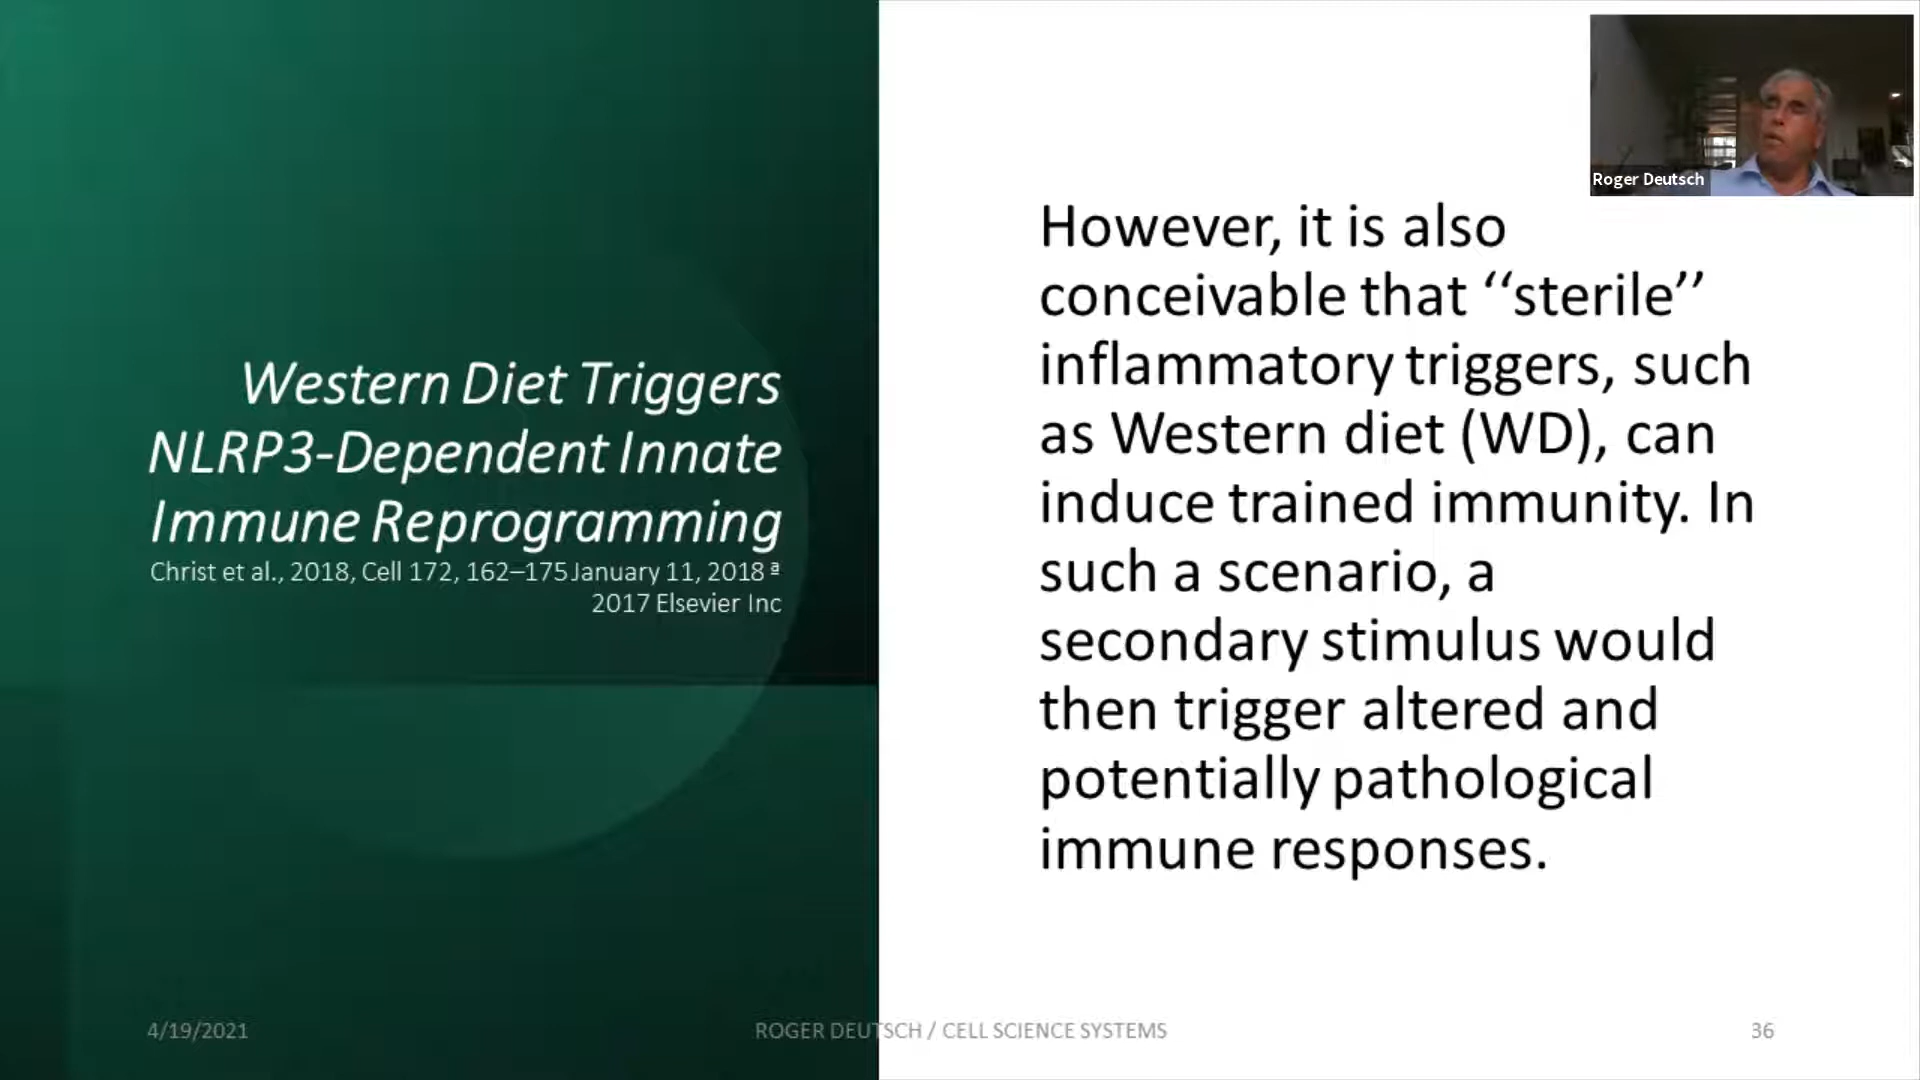 Western Diet Triggers
NLRP3-Dependent Innate
Immune Reprogramming
Christ et al., 2018, Cell 172, 162–175 January 11, 2018 ª
2017 Elsevier Inc
Roger Deutsch
However, it is also
conceivable that ‘‘sterile’’
inflammatory triggers, such
as Western diet (WD), can
induce trained immunity. In
such a scenario, a
secondary stimulus would
then trigger altered and
potentially pathological
immune responses.
4/19/2021
ROGER DEUTSCH / CELL SCIENCE SYSTEMS
36